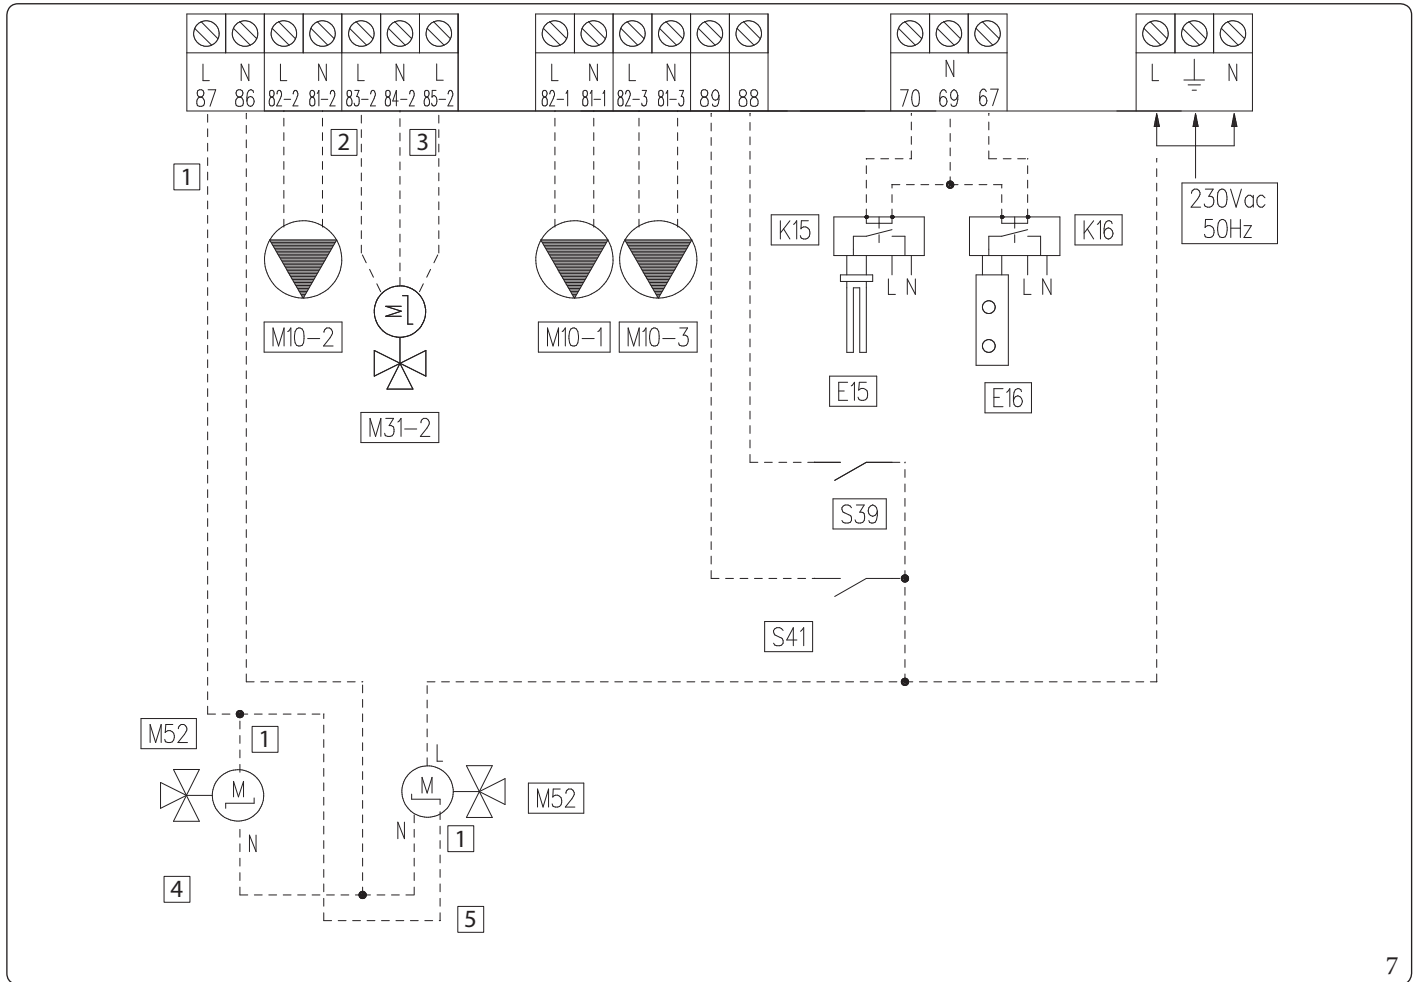 L N L N L N L
87 86 82-2 81-2 83-2 84-2 85-2
L N L N
82-1 81-1 82-3 81-3 89 88
N
70 69 67
L N
2
3
1
230Vac
50Hz
K15
K16
L N
L N
M10-2
M
M10-1
M10-3
E15
E16
M31-2
S39
S41
M52
1
L
M
M
M52
N
N
1
4
5
7